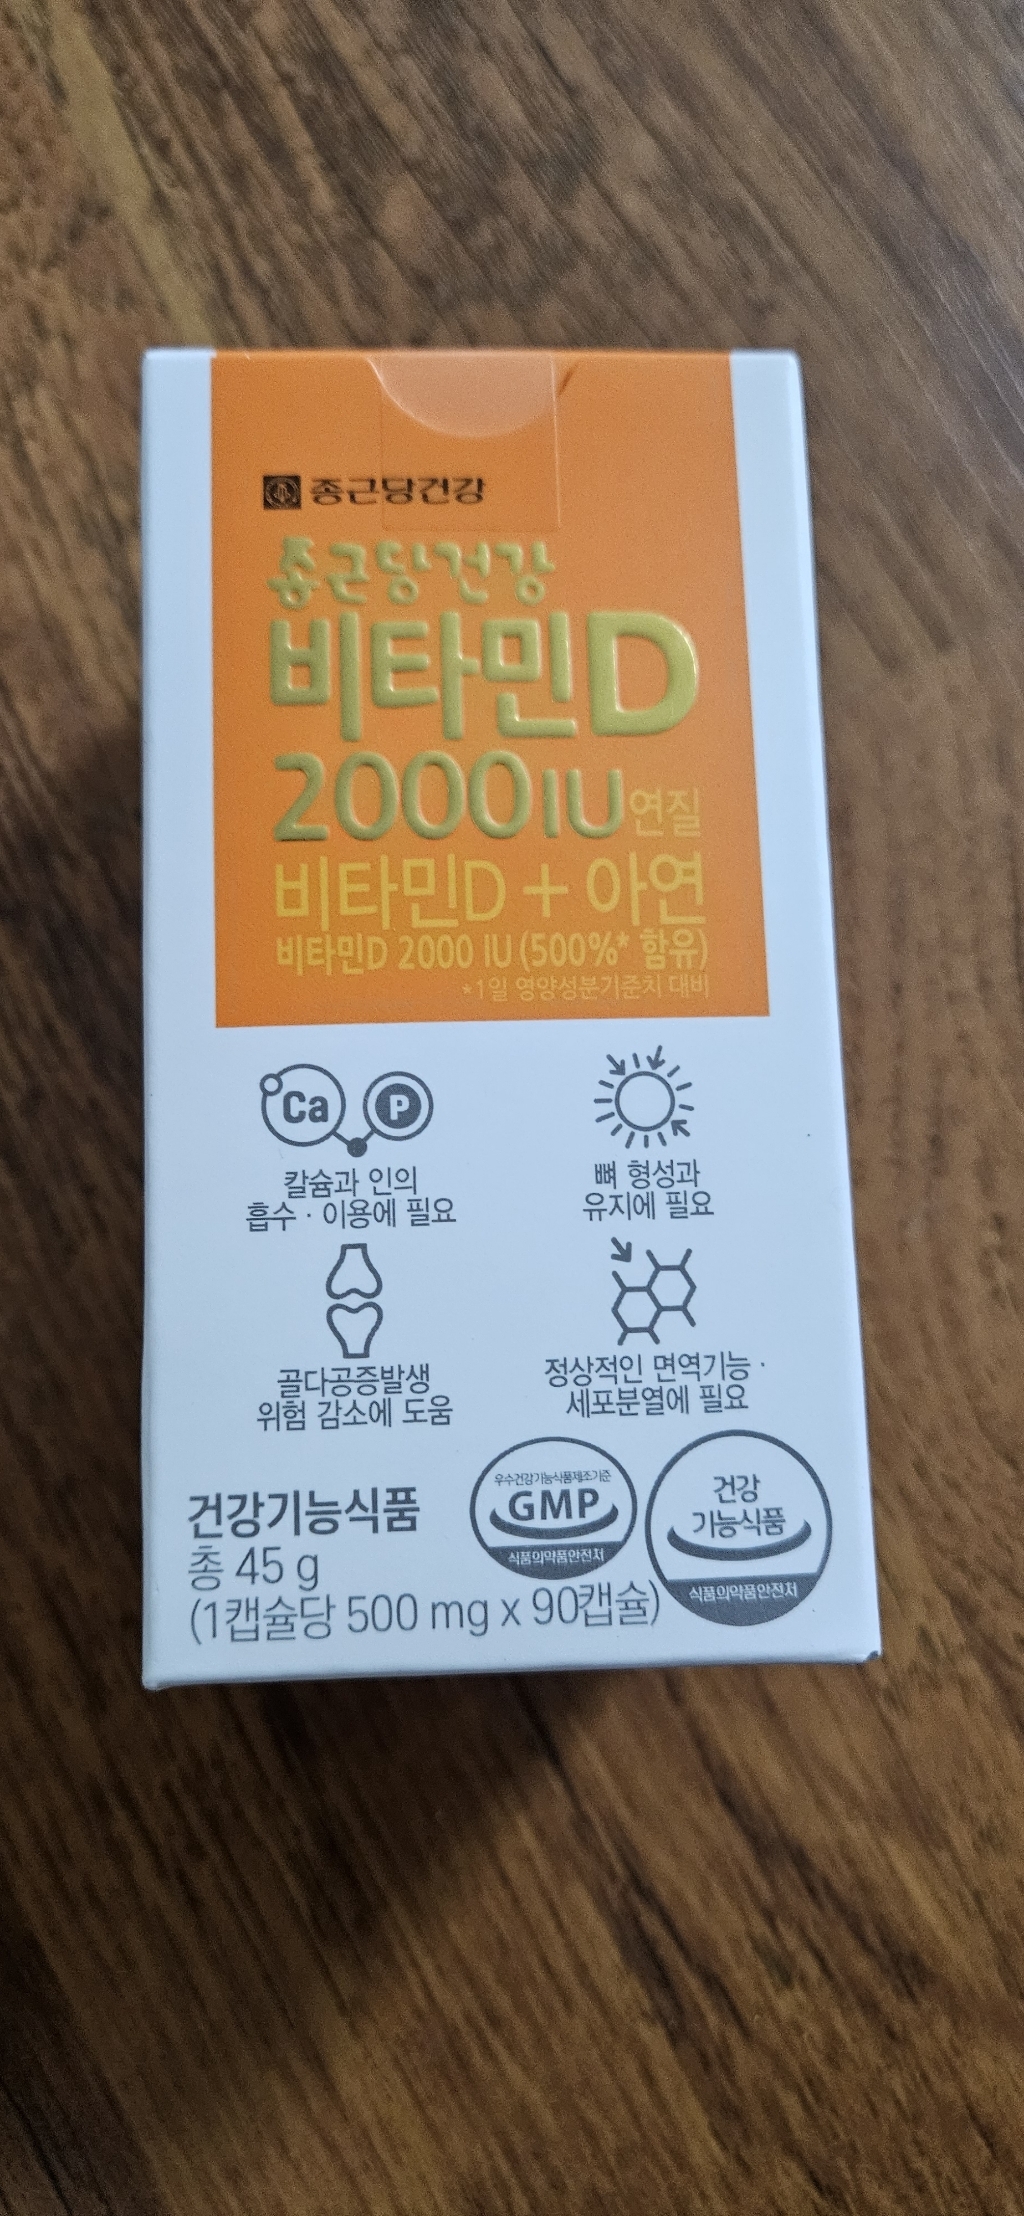 종근당건강
종근당건강
비타민D
2000IU 연질
비타민D + 아연
비타민D 2000 IU (500%* 함유)
*1일 영양성분기준치 대비
Ca P
칼슘과 인의
흡수 · 이용에 필요
뼈 형성과
유지에 필요
골다공증발생
위험 감소에 도움
정상적인 면역기능 ·
세포분열에 필요
건강기능식품
총 45 g
(1캡슐당 500 mg x 90캡슐)
우수건강기능식품제조기준
GMP
식품의약품안전처
건강
기능식품
식품의약품안전처